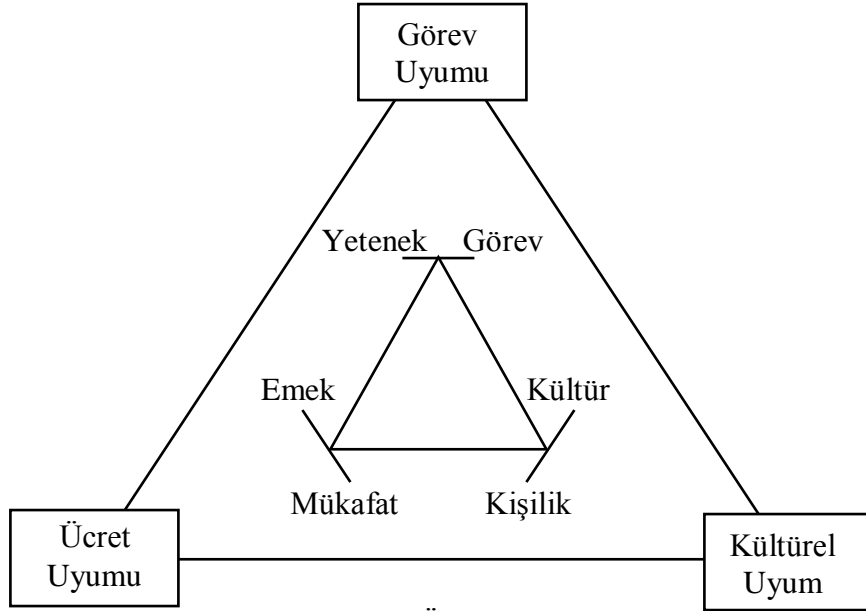 Görev
Uyumu
Yetenek Görev
Emek Kültür
Mükafat Kişilik
Ücret
Uyumu
Kültürel
Uyum